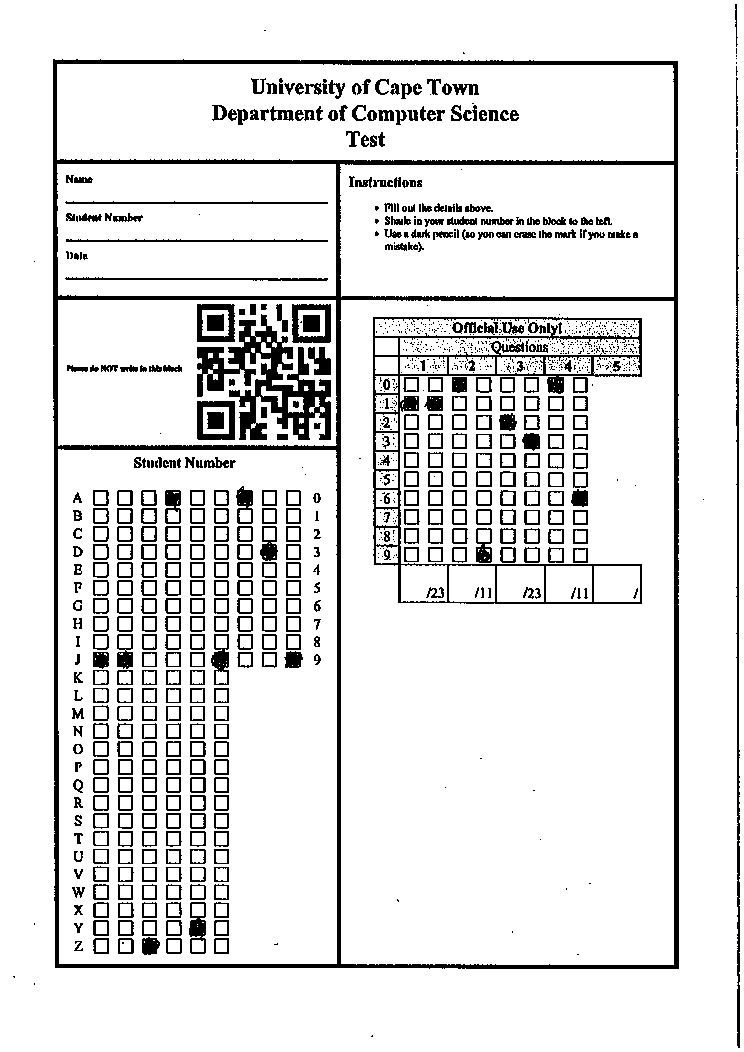 University of Cape Town
Department of Computer Science
Test
Name
Student Number
Date
Instructions
• Fill out the details above.
• Shade in your student number in the block to the left.
• Use a dark pencil (so you can erase the mark if you make a
mistake).
Please do NOT write in this block
Official Use Only!
Questions
1 2 3 4 5
0
1
2
3
4
5
6
7
8
9
/23 /11 /23 /11 /
Student Number
A 0
B 1
C 2
D 3
E 4
F 5
G 6
H 7
I 8
J 9
K
L
M
N
O
P
Q
R
S
T
U
V
W
X
Y
Z